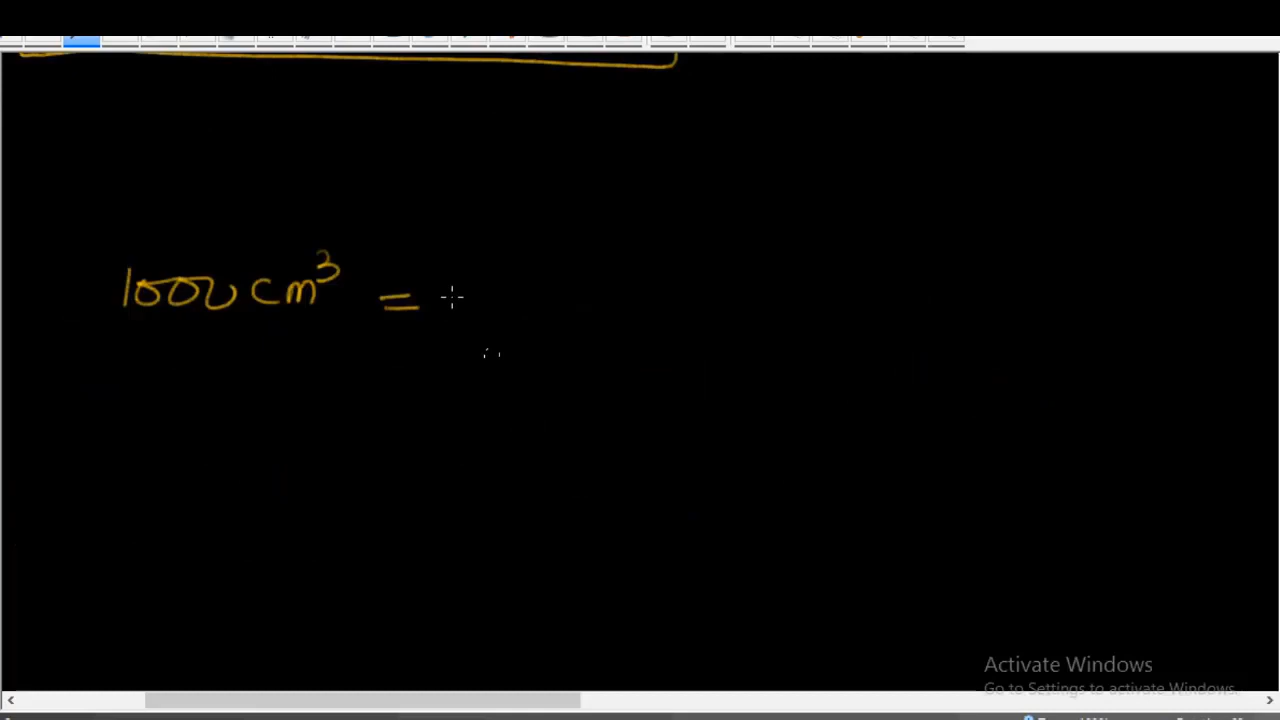 1000 cm³ =
Activate Windows
Go to Settings to activate Windows.